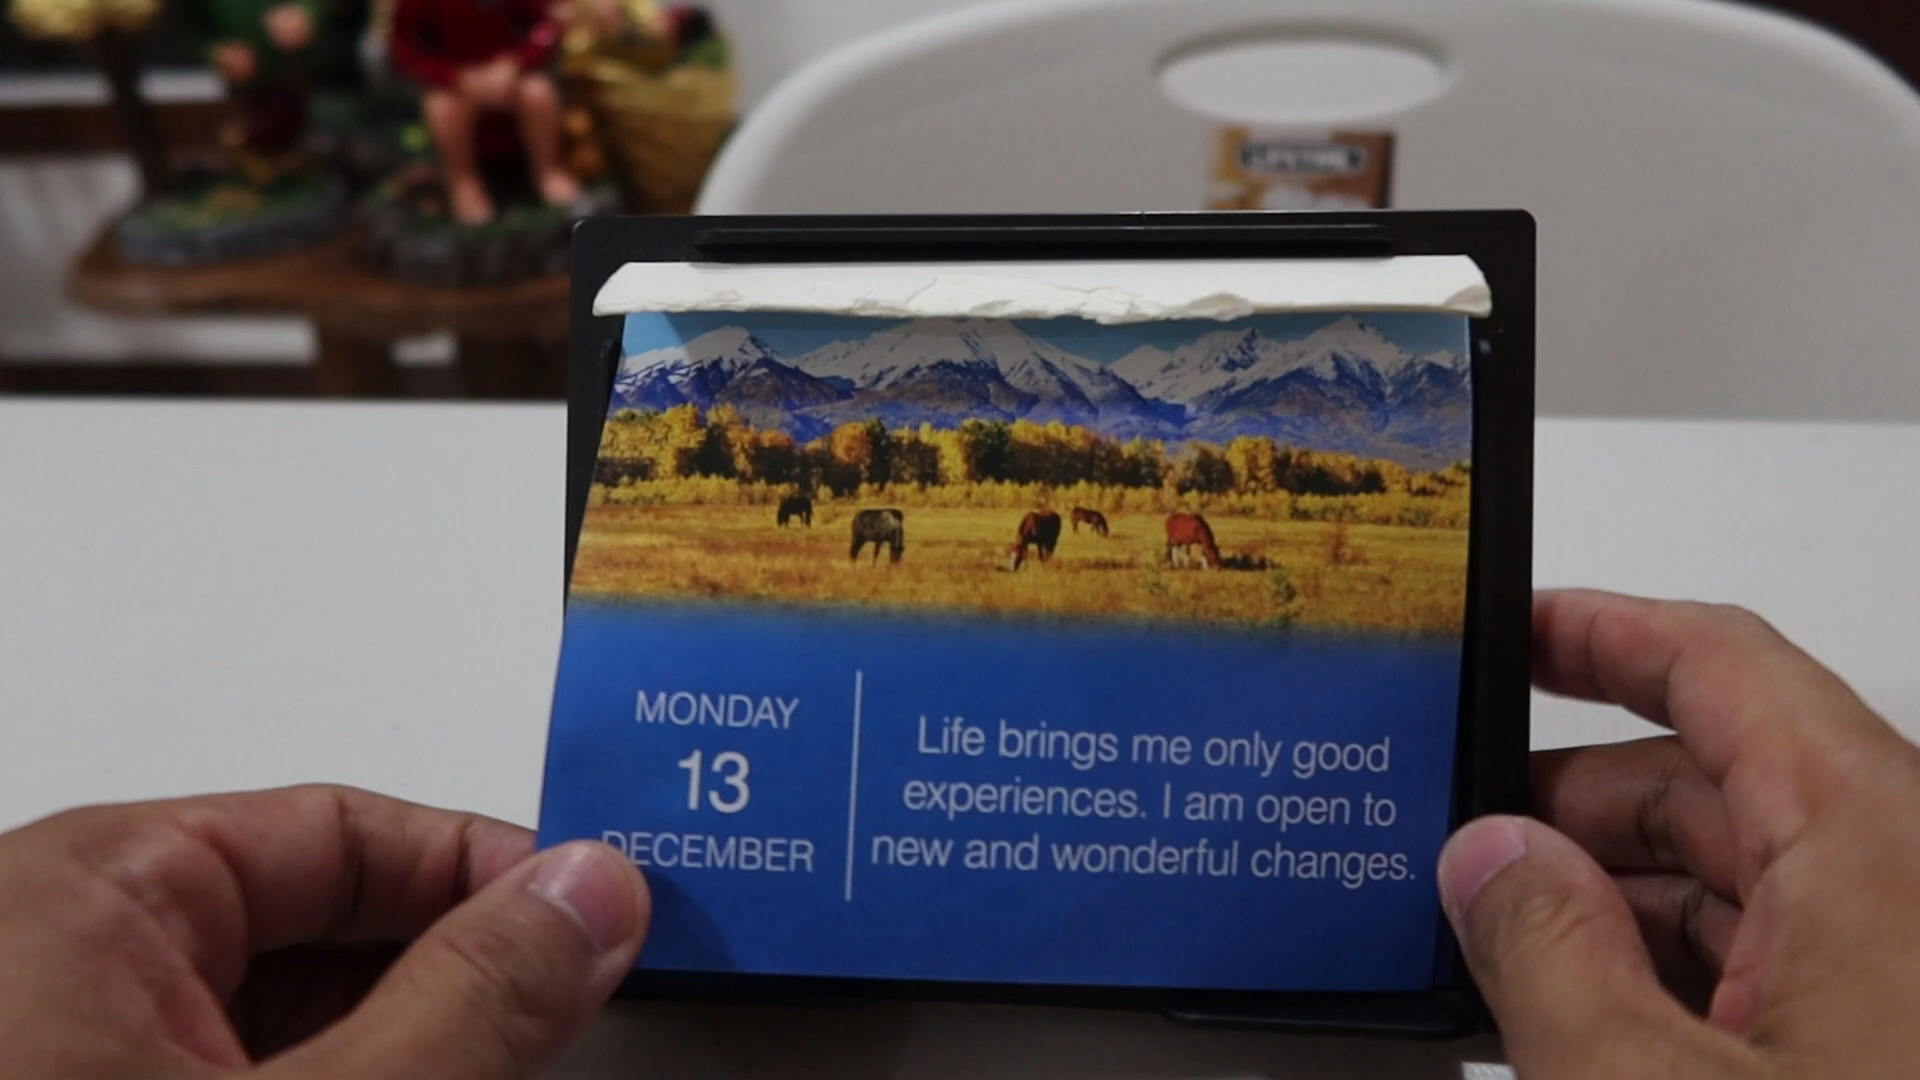 MONDAY
13
DECEMBER
Life brings me only good
experiences. I am open to
new and wonderful changes.